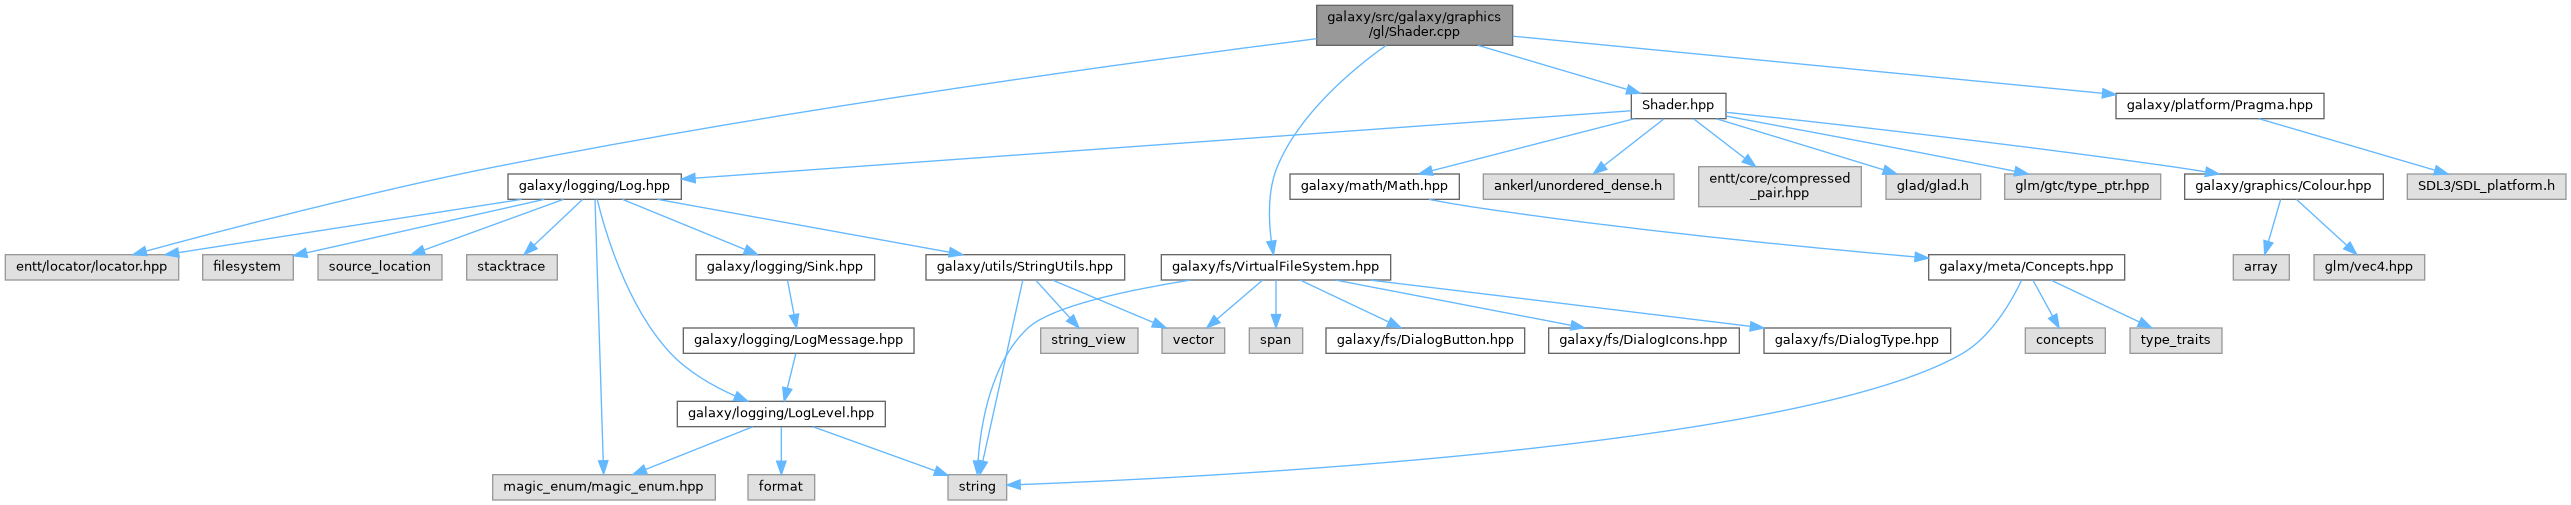 galaxy/src/galaxy/graphics
/gl/Shader.cpp
Shader.hpp
galaxy/platform/Pragma.hpp
galaxy/logging/Log.hpp
galaxy/math/Math.hpp
ankerl/unordered_dense.h
entt/core/compressed
_pair.hpp
glad/glad.h
glm/gtc/type_ptr.hpp
galaxy/graphics/Colour.hpp
SDL3/SDL_platform.h
entt/locator/locator.hpp
filesystem
source_location
stacktrace
galaxy/logging/Sink.hpp
galaxy/utils/StringUtils.hpp
galaxy/fs/VirtualFileSystem.hpp
galaxy/meta/Concepts.hpp
array
glm/vec4.hpp
galaxy/logging/LogMessage.hpp
string_view
vector
span
galaxy/fs/DialogButton.hpp
galaxy/fs/DialogIcons.hpp
galaxy/fs/DialogType.hpp
concepts
type_traits
galaxy/logging/LogLevel.hpp
magic_enum/magic_enum.hpp
format
string